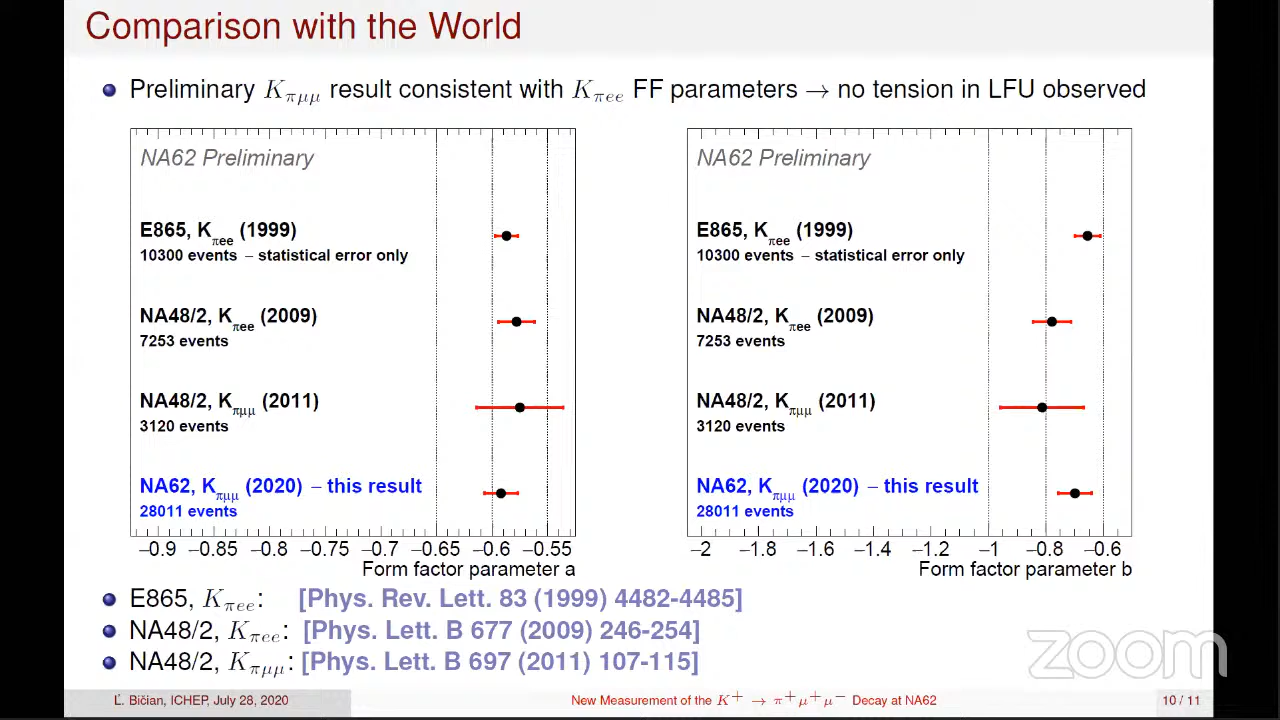 Comparison with the World
Preliminary Kπμμ result consistent with Kπee FF parameters → no tension in LFU observed
NA62 Preliminary
E865, Kπee (1999)
10300 events – statistical error only
NA48/2, Kπee (2009)
7253 events
NA48/2, Kπμμ (2011)
3120 events
NA62, Kπμμ (2020) – this result
28011 events
−0.9 −0.85 −0.8 −0.75 −0.7 −0.65 −0.6 −0.55
Form factor parameter a
NA62 Preliminary
E865, Kπee (1999)
10300 events – statistical error only
NA48/2, Kπee (2009)
7253 events
NA48/2, Kπμμ (2011)
3120 events
NA62, Kπμμ (2020) – this result
28011 events
−2 −1.8 −1.6 −1.4 −1.2 −1 −0.8 −0.6
Form factor parameter b
E865, Kπee: [Phys. Rev. Lett. 83 (1999) 4482-4485]
NA48/2, Kπee: [Phys. Lett. B 677 (2009) 246-254]
NA48/2, Kπμμ: [Phys. Lett. B 697 (2011) 107-115]
zoom
Ľ. Bičian, ICHEP, July 28, 2020
New Measurement of the K+ → π+μ+μ− Decay at NA62
10 / 11